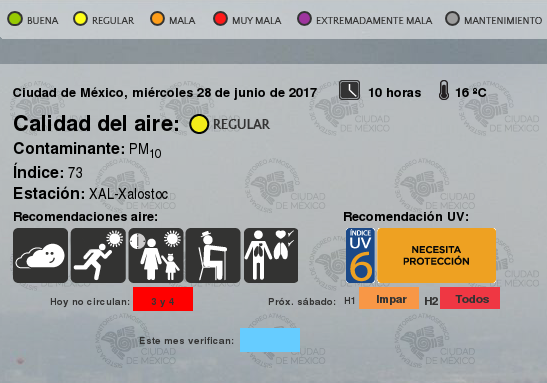 BUENA REGULAR MALA MUY MALA EXTREMADAMENTE MALA MANTENIMIENTO
Ciudad de México, miércoles 28 de junio de 2017 10 horas 16 ºC
Calidad del aire: REGULAR
Contaminante: PM10
Índice: 73
Estación: XAL-Xalostoc
Recomendaciones aire: Recomendación UV:
ÍNDICE
UV
6
NECESITA
PROTECCIÓN
Hoy no circulan: 3 y 4 Próx. sábado: H1 Impar H2 Todos
Este mes verifican:
CIUDAD
DE MÉXICO